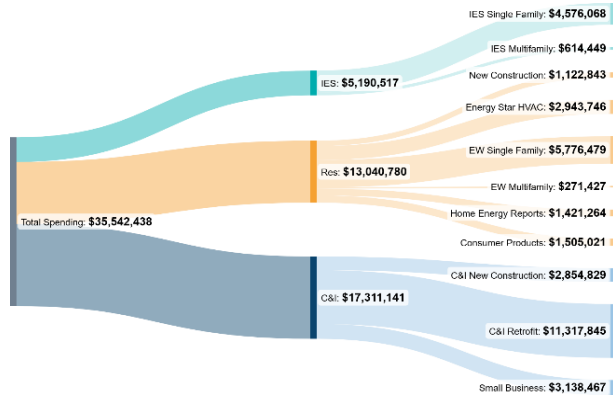 IES Single Family: $4,576,068
IES Multifamily: $614,449
New Construction: $1,122,843
IES: $5,190,517
Energy Star HVAC: $2,943,746
EW Single Family: $5,776,479
Res: $13,040,780
EW Multifamily: $271,427
Home Energy Reports: $1,421,264
Total Spending: $35,542,438
Consumer Products: $1,505,021
C&I New Construction: $2,854,829
C&I: $17,311,141
C&I Retrofit: $11,317,845
Small Business: $3,138,467